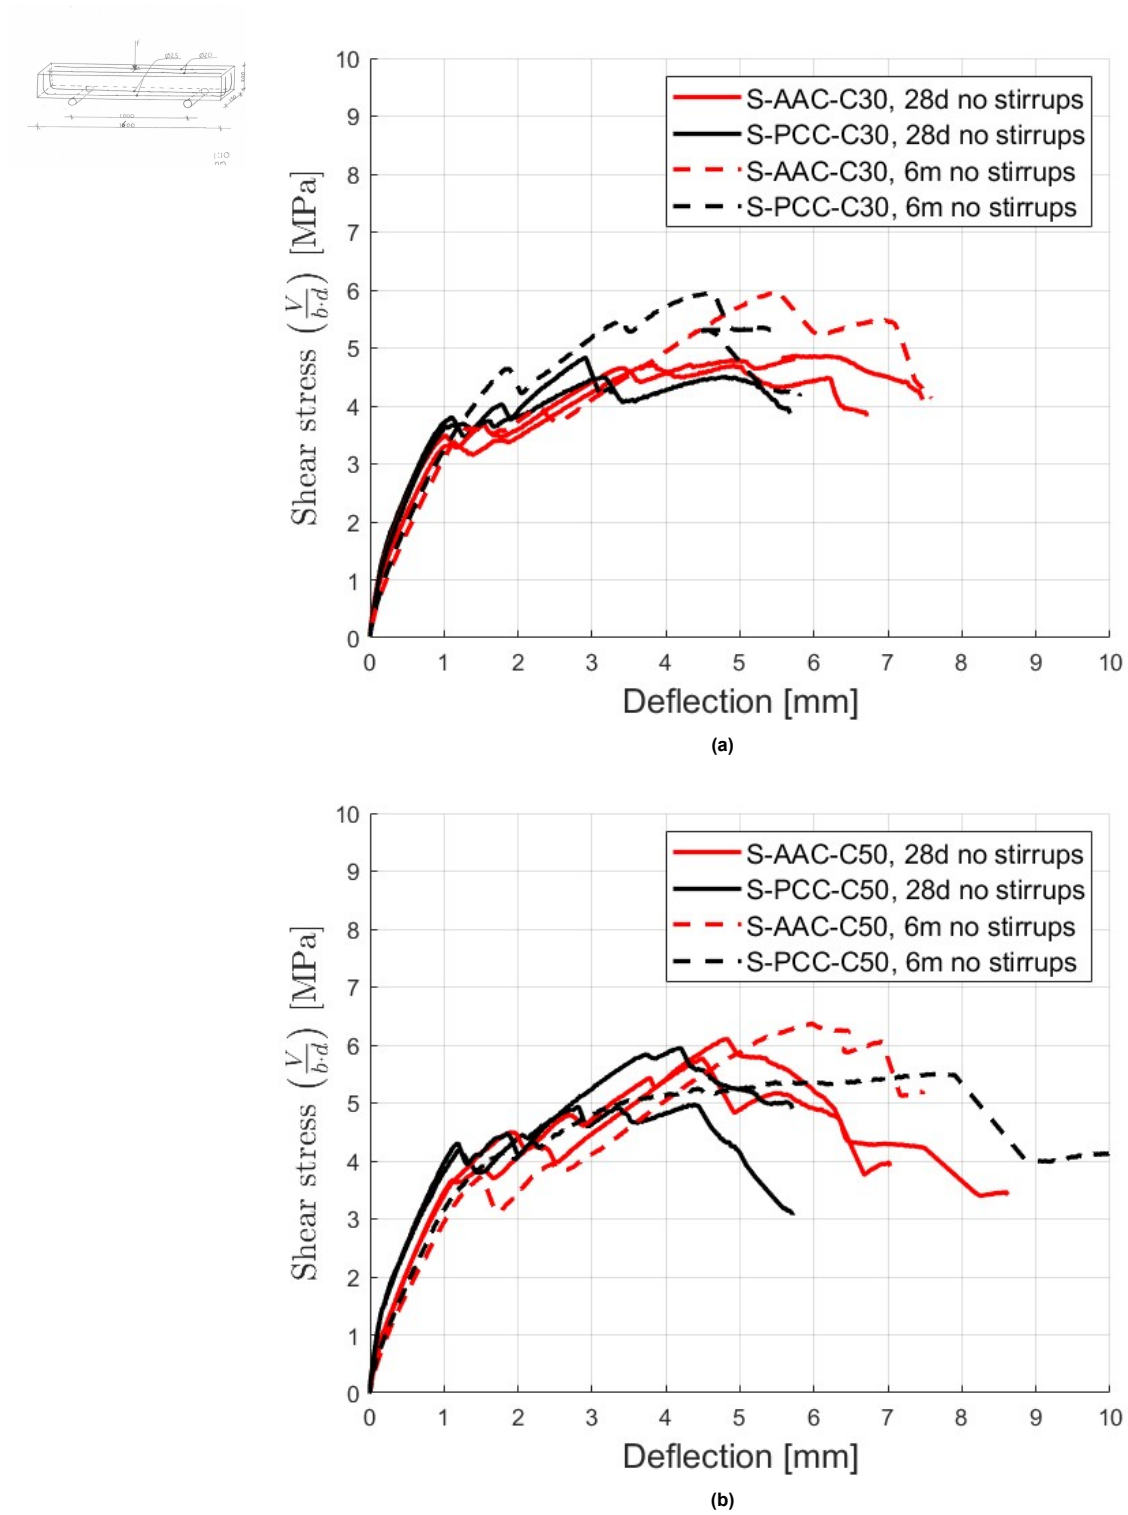 F
Ø25
Ø20
1000
10
9
8
7
6
5
4
3
2
1
0
Shear stress (V/b·d) [MPa]
S-AAC-C30, 28d no stirrups
S-PCC-C30, 28d no stirrups
S-AAC-C30, 6m no stirrups
S-PCC-C30, 6m no stirrups
0 1 2 3 4 5 6 7 8 9 10
Deflection [mm]
(a)
10
9
8
7
6
5
4
3
2
1
0
Shear stress (V/b·d) [MPa]
S-AAC-C50, 28d no stirrups
S-PCC-C50, 28d no stirrups
S-AAC-C50, 6m no stirrups
S-PCC-C50, 6m no stirrups
0 1 2 3 4 5 6 7 8 9 10
Deflection [mm]
(b)